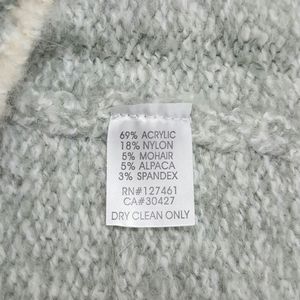 69% ACRYLIC
18% NYLON
5% MOHAIR
5% ALPACA
3% SPANDEX
RN#127461
CA#30427
DRY CLEAN ONLY